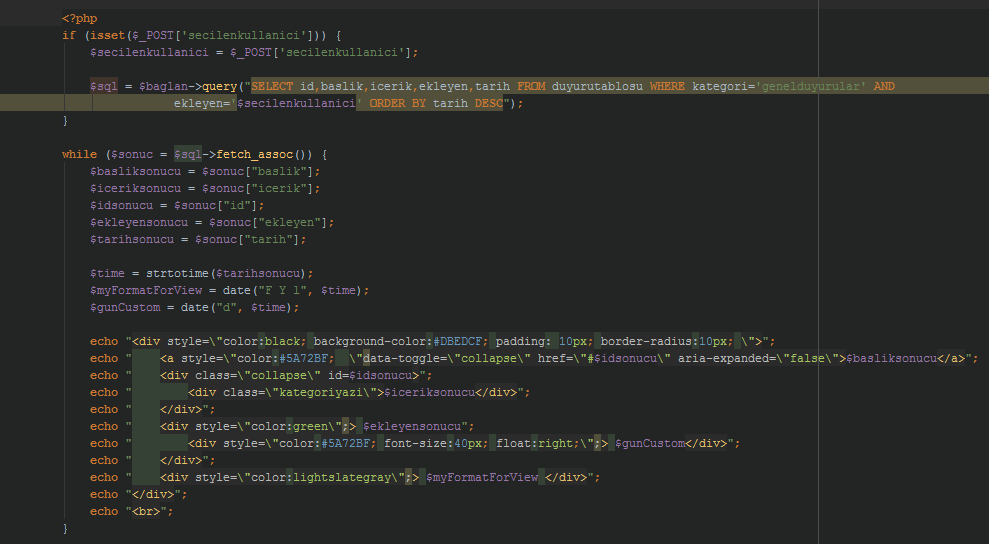 <?php
if (isset($_POST['secilenkullanici'])) {
$secilenkullanici = $_POST['secilenkullanici'];
$sql = $baglan->query("SELECT id,baslik,icerik,ekleyen,tarih FROM duyurutablosu WHERE kategori='genelduyurular' AND
ekleyen='$secilenkullanici' ORDER BY tarih DESC");
}
while ($sonuc = $sql->fetch_assoc()) {
$basliksonucu = $sonuc["baslik"];
$iceriksonucu = $sonuc["icerik"];
$idsonucu = $sonuc["id"];
$ekleyensonucu = $sonuc["ekleyen"];
$tarihsonucu = $sonuc["tarih"];
$time = strtotime($tarihsonucu);
$myFormatForView = date("F Y l", $time);
$gunCustom = date("d", $time);
echo "<div style=\"color:black; background-color:#DBEDCF; padding: 10px; border-radius:10px; \">";
echo "    <a style=\"color:#5A72BF;  \"data-toggle=\"collapse\" href=\"#$idsonucu\" aria-expanded=\"false\">$basliksonucu</a>";
echo "    <div class=\"collapse\" id=$idsonucu>";
echo "        <div class=\"kategoriyazi\">$iceriksonucu</div>";
echo "    </div>";
echo "    <div style=\"color:green\";> $ekleyensonucu";
echo "        <div style=\"color:#5A72BF; font-size:40px; float:right;\";> $gunCustom</div>";
echo "    </div>";
echo "    <div style=\"color:lightslategray\";> $myFormatForView </div>";
echo "</div>";
echo "<br>";
}